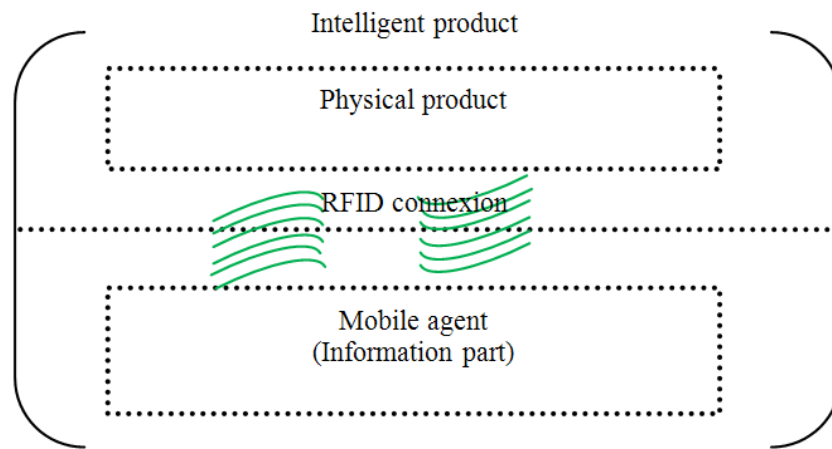 Intelligent product
Physical product
RFID connexion
Mobile agent
(Information part)